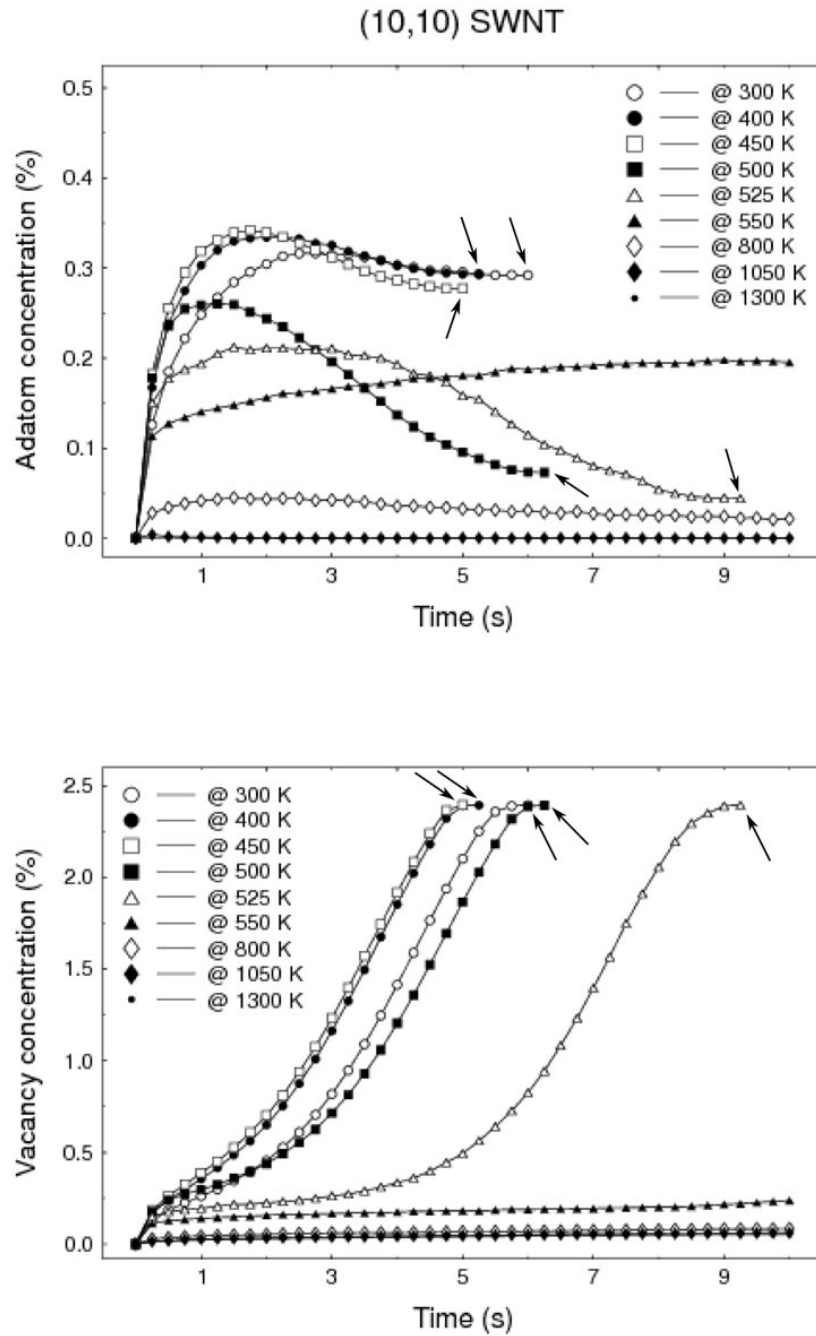 (10,10) SWNT
@ 300 K
@ 400 K
@ 450 K
@ 500 K
@ 525 K
@ 550 K
@ 800 K
@ 1050 K
@ 1300 K
Adatom concentration (%)
0.5
0.4
0.3
0.2
0.1
0.0
1 3 5 7 9
Time (s)
@ 300 K
@ 400 K
@ 450 K
@ 500 K
@ 525 K
@ 550 K
@ 800 K
@ 1050 K
@ 1300 K
Vacancy concentration (%)
2.5
2.0
1.5
1.0
0.5
0.0
1 3 5 7 9
Time (s)